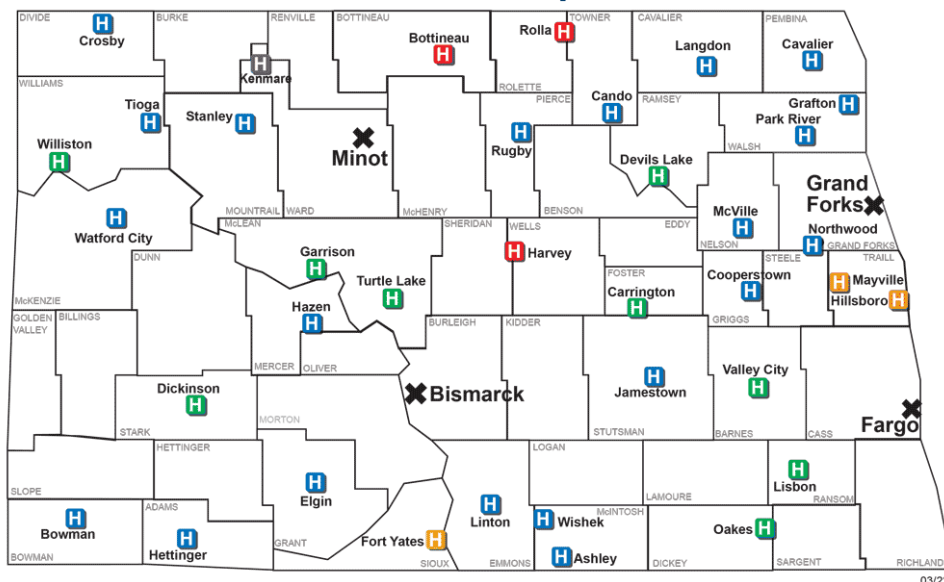 DIVIDE
BURKE
RENVILLE
BOTTINEAU
TOWNER
CAVALIER
PEMBINA
H
Crosby
H
Kenmare
Bottineau
H
Rolla
H
Langdon
H
Cavalier
H
WILLIAMS
ROLETTE
PIERCE
RAMSEY
Tioga
H
Stanley
H
Minot
Rugby
H
Cando
H
Grafton
H
Park River
H
WALSH
Williston
H
Devils Lake
H
Grand
Forks
Watford City
H
MOUNTRAIL
WARD
McHENRY
BENSON
McLEAN
SHERIDAN
WELLS
EDDY
McVille
H
NELSON
Northwood
H
GRAND FORKS
DUNN
Garrison
H
Harvey
H
FOSTER
Carrington
H
Cooperstown
H
STEELE
TRAILL
Mayville
H
Hillsboro
H
McKENZIE
Turtle Lake
H
Hazen
H
GRIGGS
GOLDEN
VALLEY
BILLINGS
BURLEIGH
KIDDER
MERCER
OLIVER
Dickinson
H
STARK
MORTON
Bismarck
H
Jamestown
STUTSMAN
Valley City
H
BARNES
CASS
Fargo
HETTINGER
LOGAN
SLOPE
H
Elgin
H
Lisbon
LAMOURE
RANSOM
H
Bowman
BOWMAN
ADAMS
H
Hettinger
GRANT
Fort Yates
H
SIOUX
H
Linton
EMMONS
McINTOSH
H
Wishek
H
Ashley
DICKEY
Oakes
H
SARGENT
RICHLAND